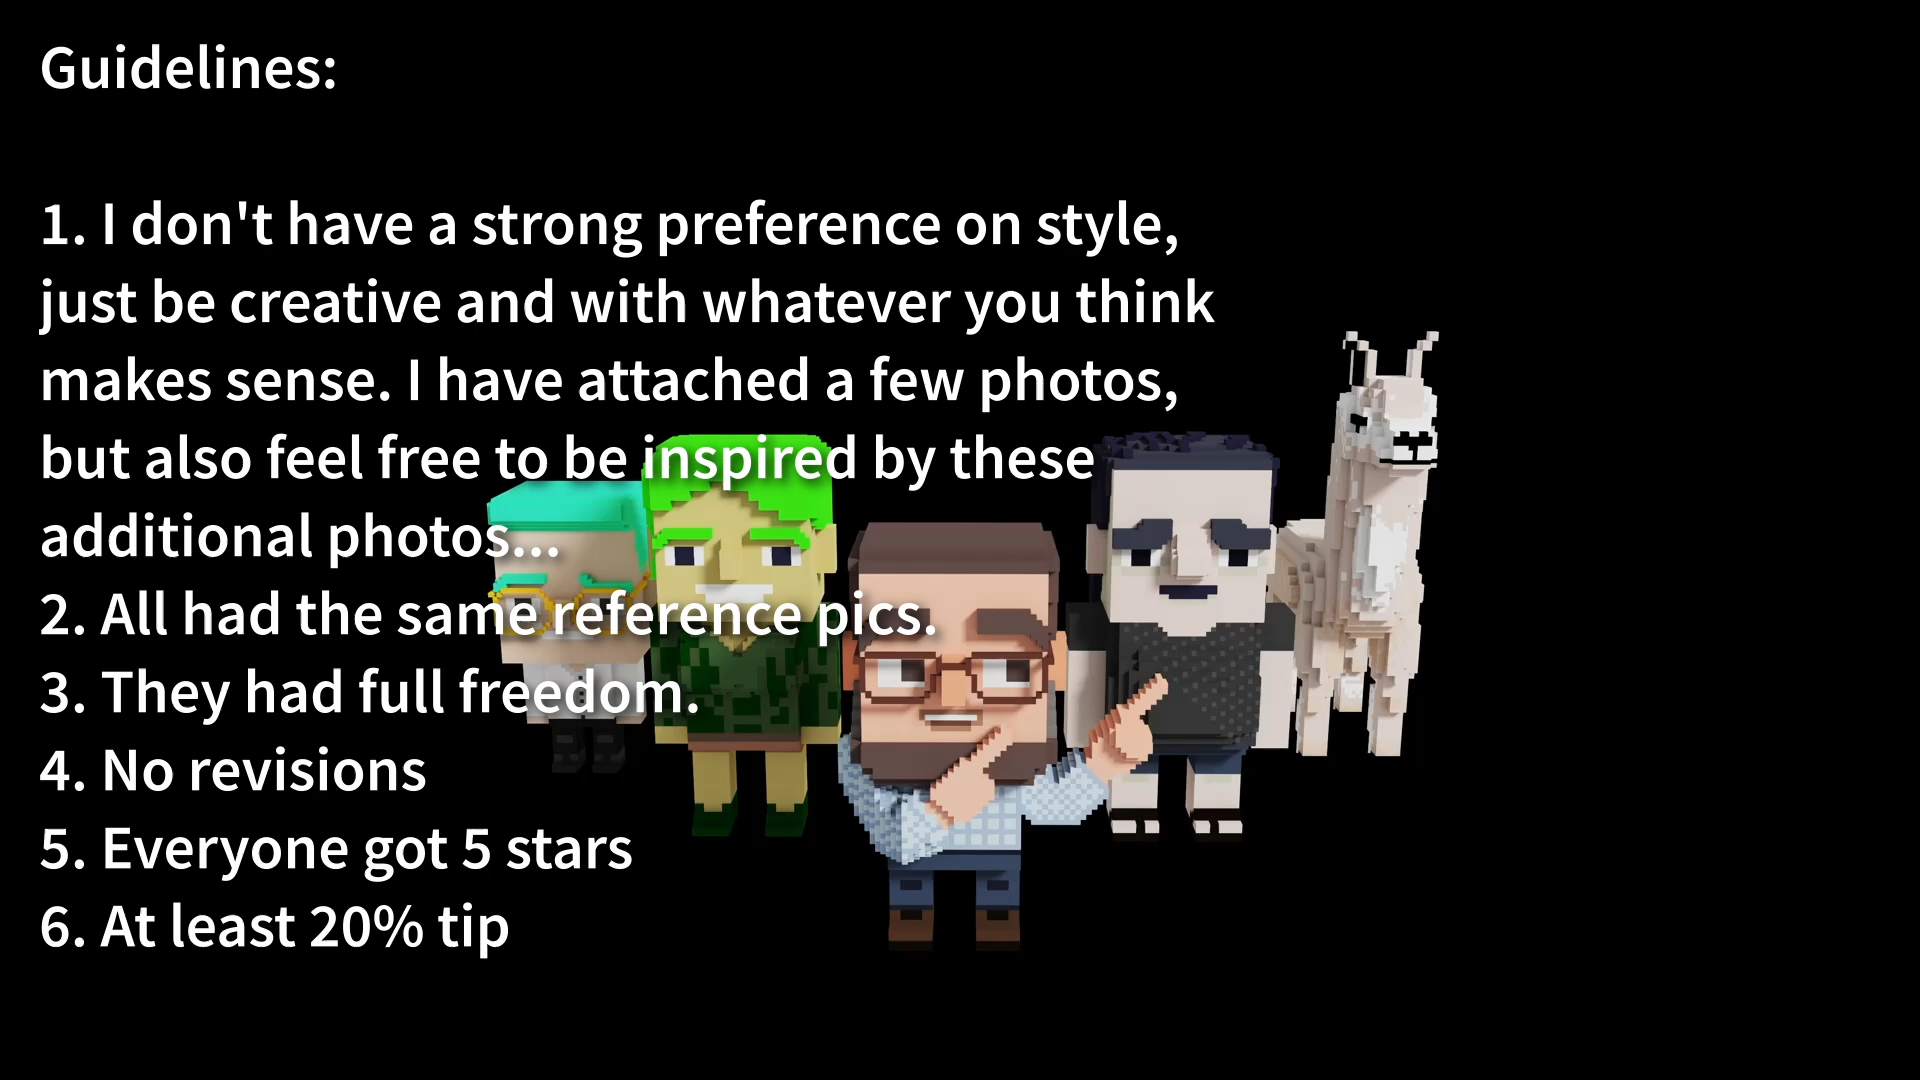 Guidelines:
1. I don't have a strong preference on style,
just be creative and with whatever you think
makes sense. I have attached a few photos,
but also feel free to be inspired by these
additional photos...
2. All had the same reference pics.
3. They had full freedom.
4. No revisions
5. Everyone got 5 stars
6. At least 20% tip